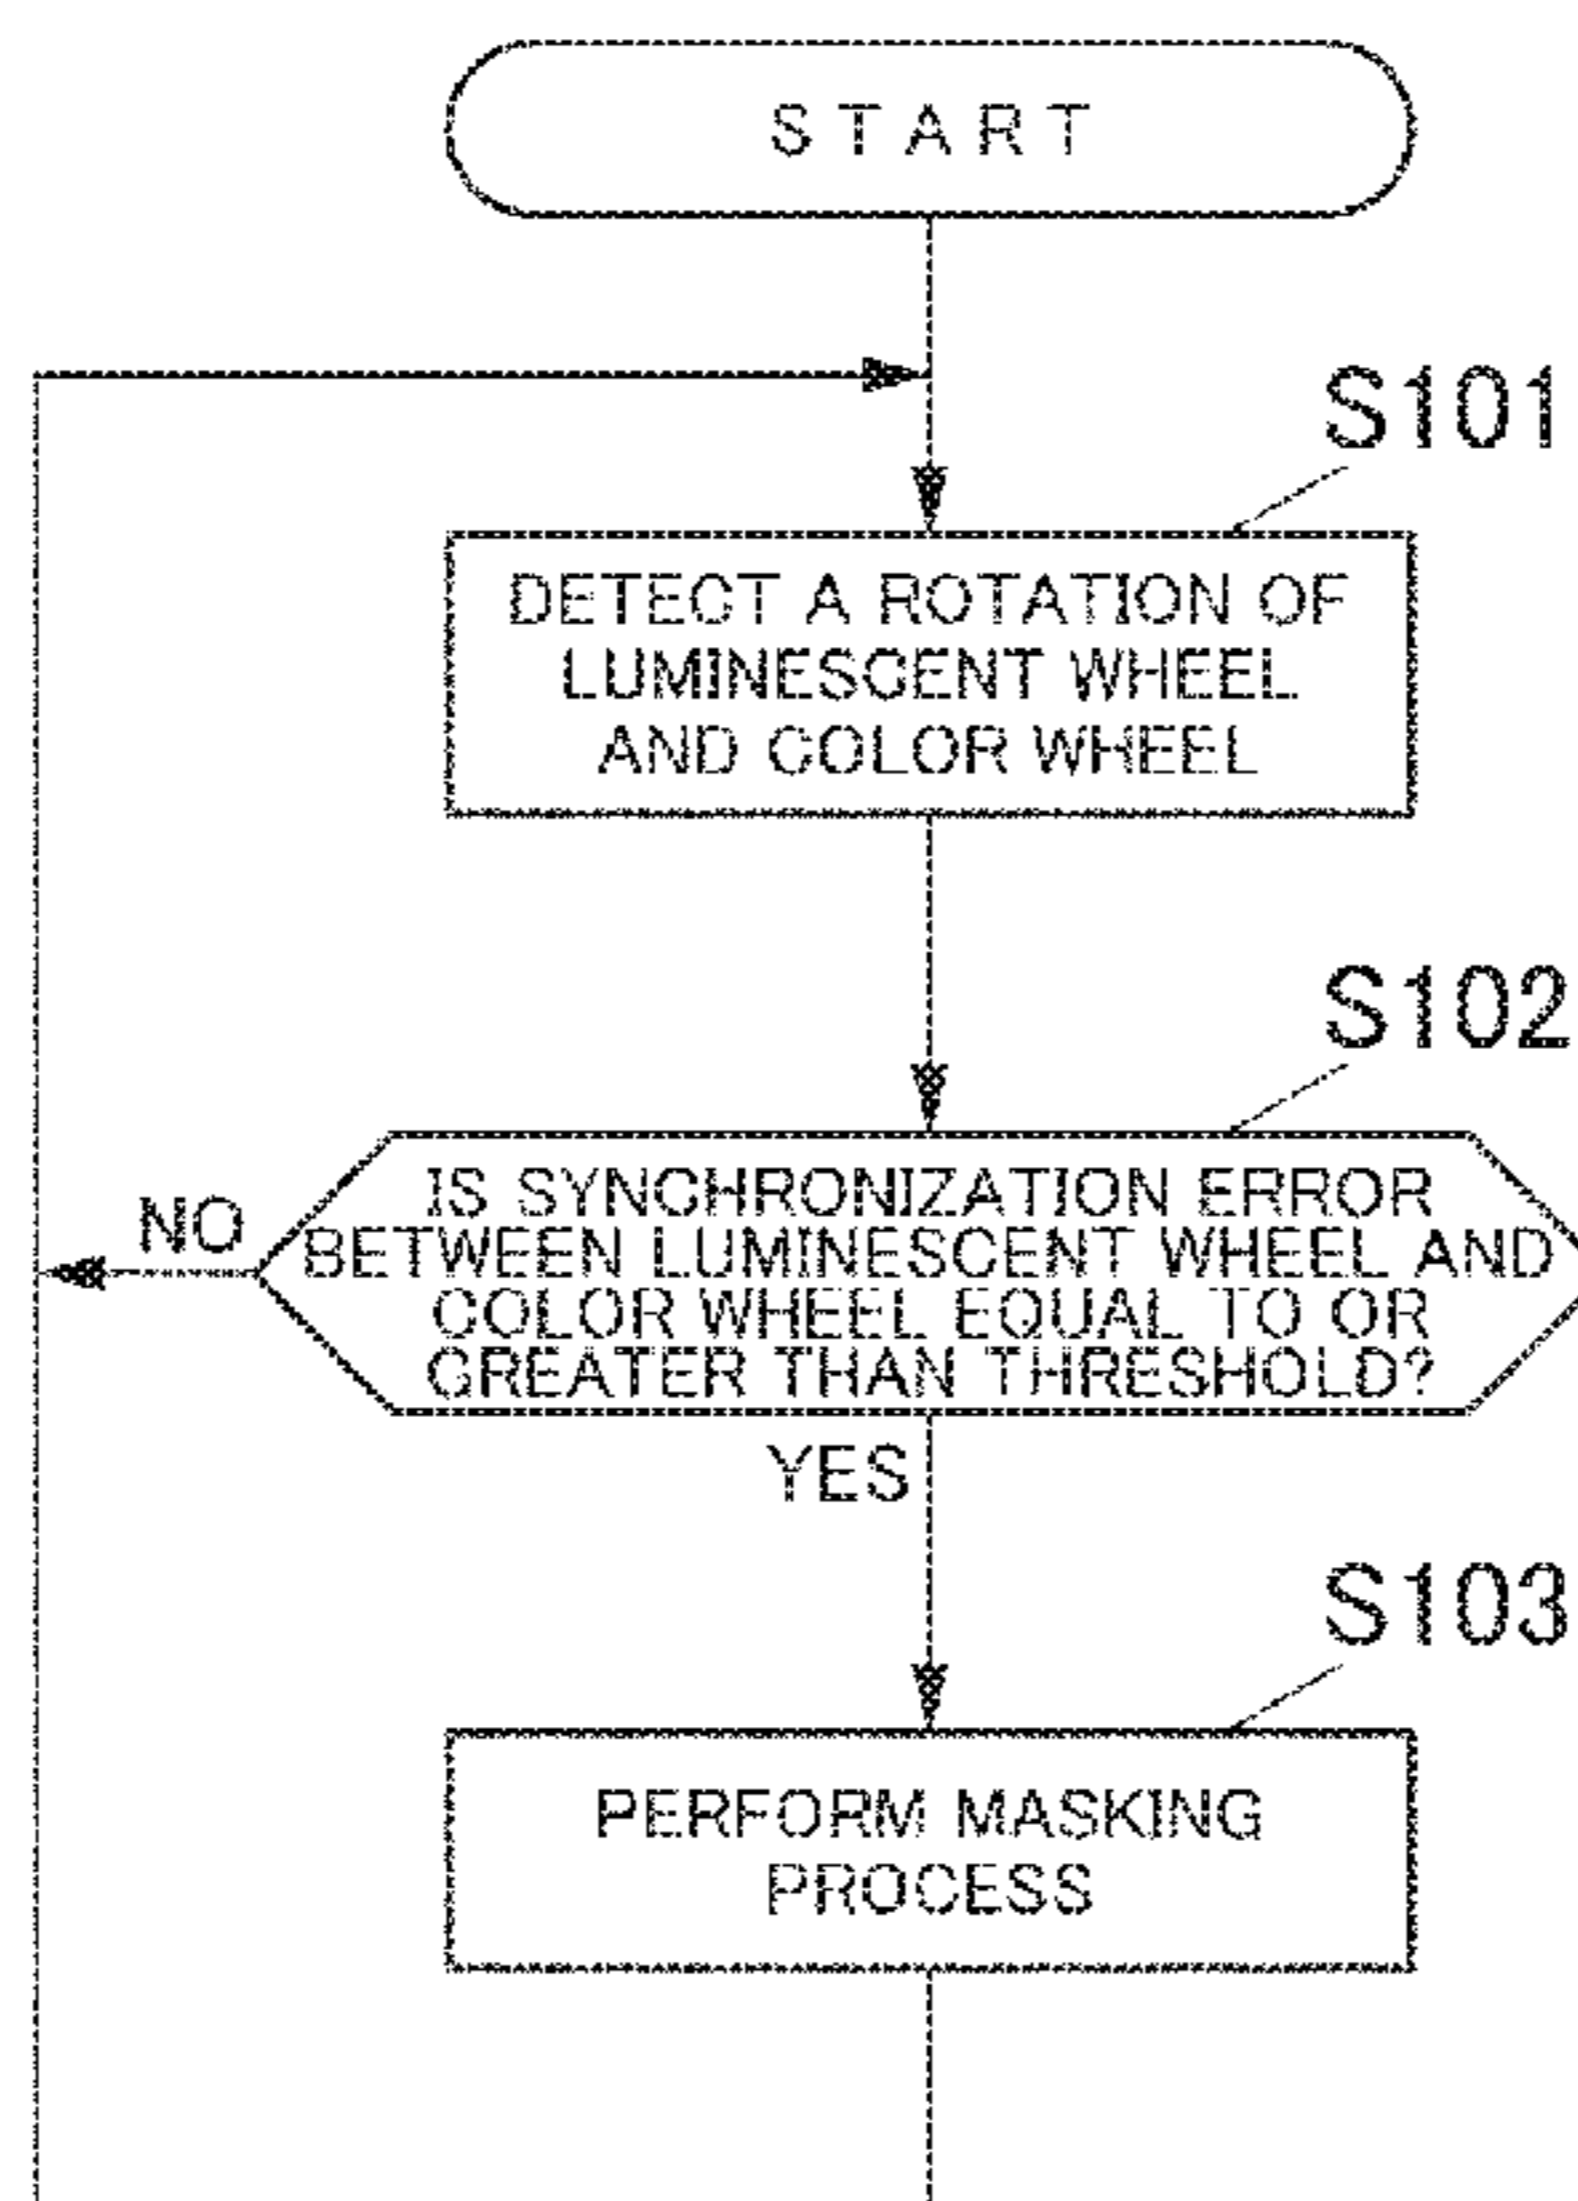 START
S101
DETECT A ROTATION OF
LUMINESCENT WHEEL
AND COLOR WHEEL
S102
IS SYNCHRONIZATION ERROR
BETWEEN LUMINESCENT WHEEL AND
COLOR WHEEL EQUAL TO OR
GREATER THAN THRESHOLD?
NO
YES
S103
PERFORM MASKING
PROCESS